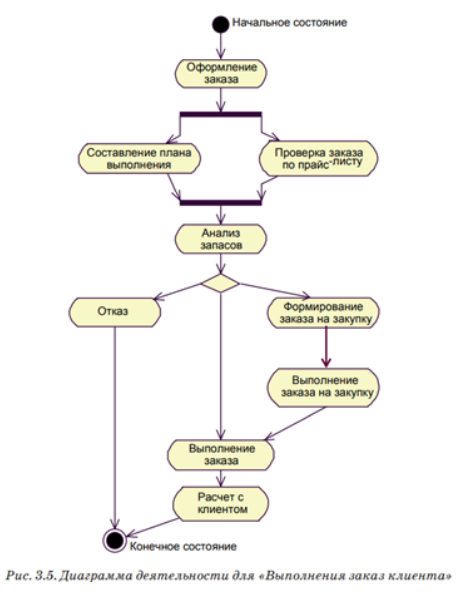 Начальное состояние
Оформление
заказа
Составление плана
выполнения
Проверка заказа
по прайс-листу
Анализ
запасов
Отказ
Формирование
заказа на закупку
Выполнение
заказа на закупку
Выполнение
заказа
Расчет с
клиентом
Конечное состояние
Рис. 3.5. Диаграмма деятельности для «Выполнения заказ клиента»